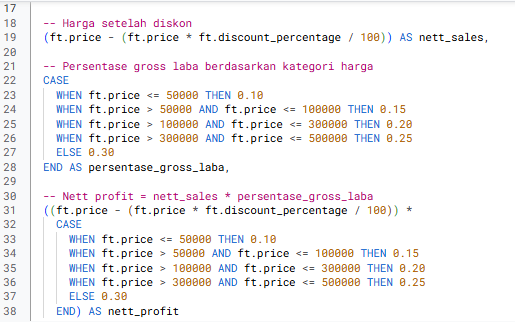 17
18 -- Harga setelah diskon
19 (ft.price - (ft.price * ft.discount_percentage / 100)) AS nett_sales,
20
21 -- Persentase gross laba berdasarkan kategori harga
22 CASE
23 WHEN ft.price <= 50000 THEN 0.10
24 WHEN ft.price > 50000 AND ft.price <= 100000 THEN 0.15
25 WHEN ft.price > 100000 AND ft.price <= 300000 THEN 0.20
26 WHEN ft.price > 300000 AND ft.price <= 500000 THEN 0.25
27 ELSE 0.30
28 END AS persentase_gross_laba,
29
30 -- Nett profit = nett_sales * persentase_gross_laba
31 ((ft.price - (ft.price * ft.discount_percentage / 100)) *
32 CASE
33 WHEN ft.price <= 50000 THEN 0.10
34 WHEN ft.price > 50000 AND ft.price <= 100000 THEN 0.15
35 WHEN ft.price > 100000 AND ft.price <= 300000 THEN 0.20
36 WHEN ft.price > 300000 AND ft.price <= 500000 THEN 0.25
37 ELSE 0.30
38 END) AS nett_profit